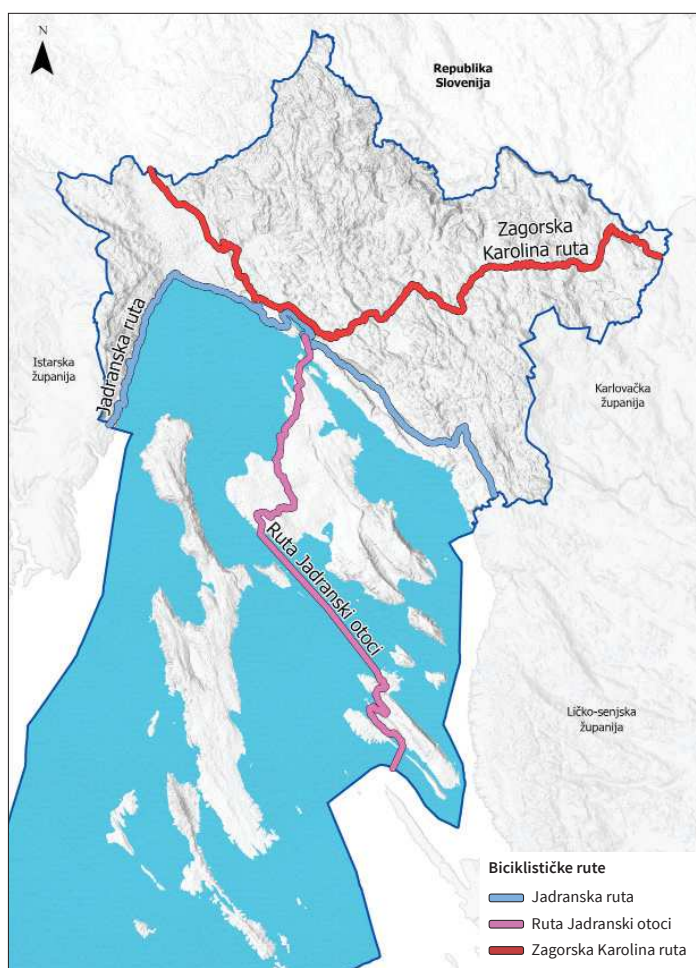 N
Republika
Slovenija
Zagorska
Karolina ruta
Jadranska ruta
Istarska
županija
Karlovačka
županija
Ruta Jadranski otoci
Ličko-senjska
županija
Biciklističke rute
Jadranska ruta
Ruta Jadranski otoci
Zagorska Karolina ruta